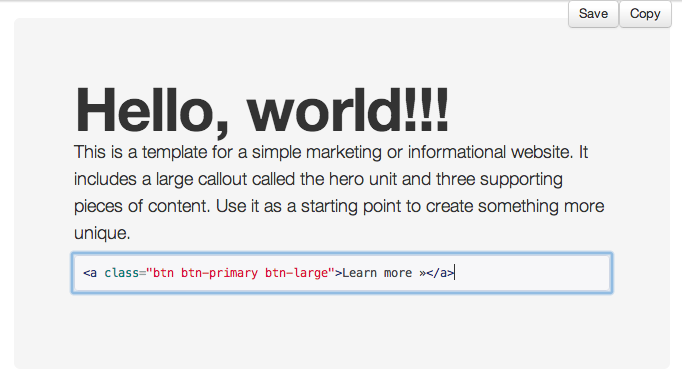 Save Copy
Hello, world!!!
This is a template for a simple marketing or informational website. It
includes a large callout called the hero unit and three supporting
pieces of content. Use it as a starting point to create something more
unique.
<a class="btn btn-primary btn-large">Learn more »</a>